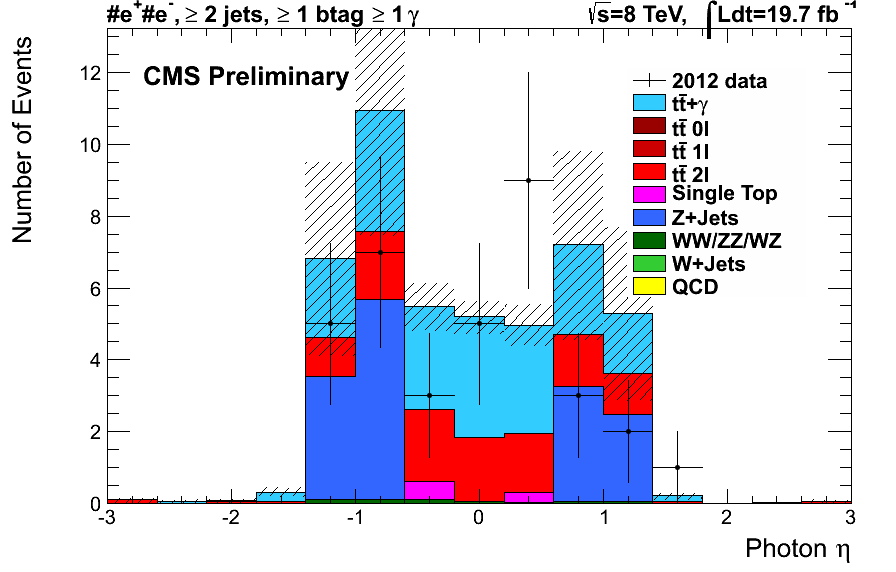 #e⁺#e⁻, ≥ 2 jets, ≥ 1 btag ≥ 1 γ
√s=8 TeV, ∫Ldt=19.7 fb⁻¹
CMS Preliminary
2012 data
tt̄+γ
tt̄ 0l
tt̄ 1l
tt̄ 2l
Single Top
Z+Jets
WW/ZZ/WZ
W+Jets
QCD
Number of Events
12
10
8
6
4
2
0
-3 -2 -1 0 1 2 3
Photon η